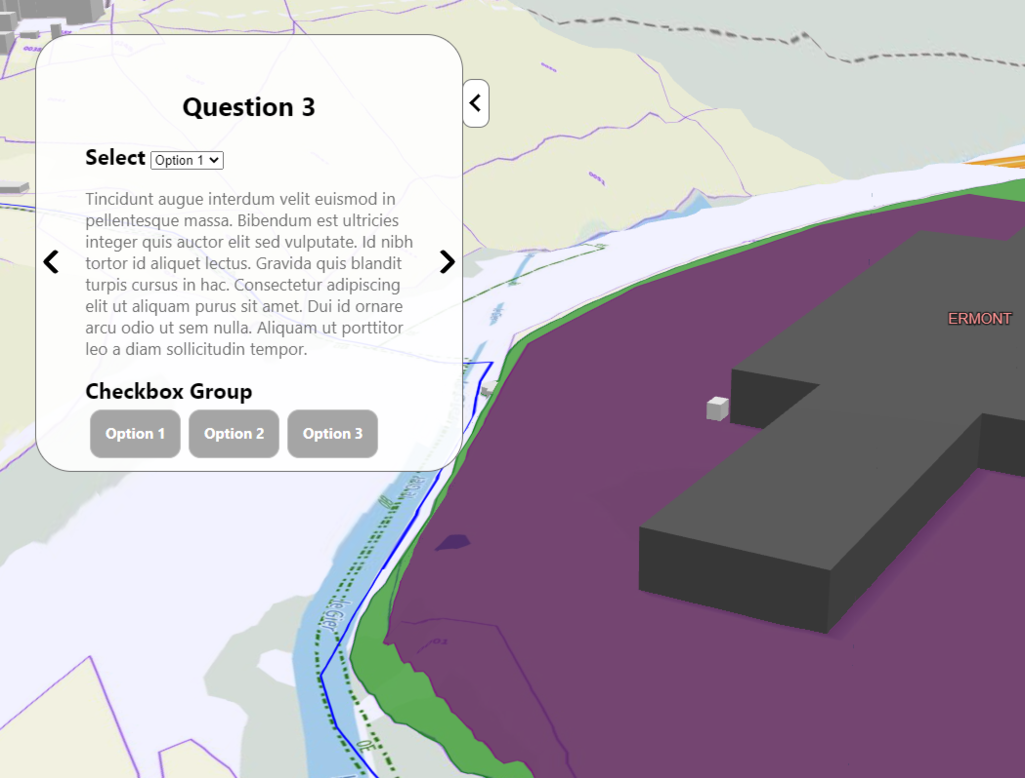 Question 3
Select Option 1
Tincidunt augue interdum velit euismod in
pellentesque massa. Bibendum est ultricies
integer quis auctor elit sed vulputate. Id nibh
tortor id aliquet lectus. Gravida quis blandit
turpis cursus in hac. Consectetur adipiscing
elit ut aliquam purus sit amet. Dui id ornare
arcu odio ut sem nulla. Aliquam ut porttitor
leo a diam sollicitudin tempor.
Checkbox Group
Option 1 Option 2 Option 3
ERMONT
le Gier